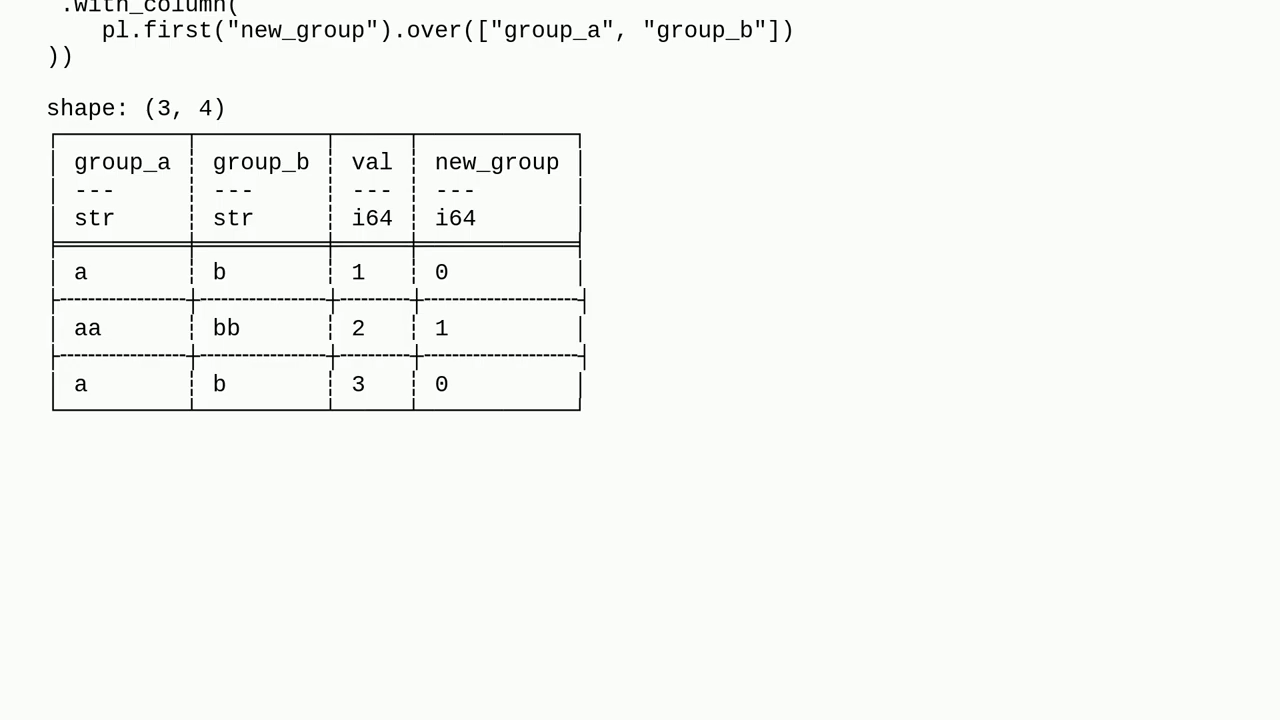 .with_column(
    pl.first("new_group").over(["group_a", "group_b"])
))
shape: (3, 4)
group_a group_b val new_group
--- --- --- ---
str str i64 i64
a b 1 0
aa bb 2 1
a b 3 0